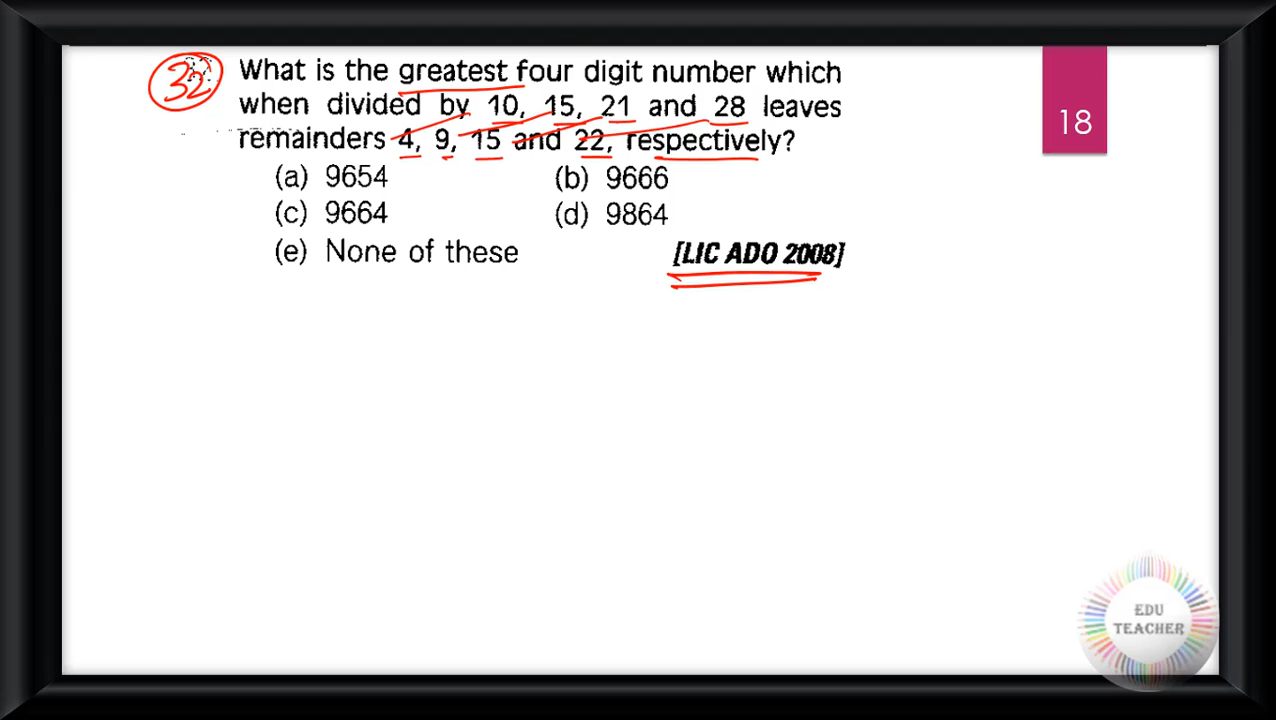 32
What is the greatest four digit number which
18
when divided by 10, 15, 21 and 28 leaves
remainders 4, 9, 15 and 22, respectively?
(a) 9654 (b) 9666
(c) 9664 (d) 9864
(e) None of these [LIC ADO 2008]
EDU
TEACHER